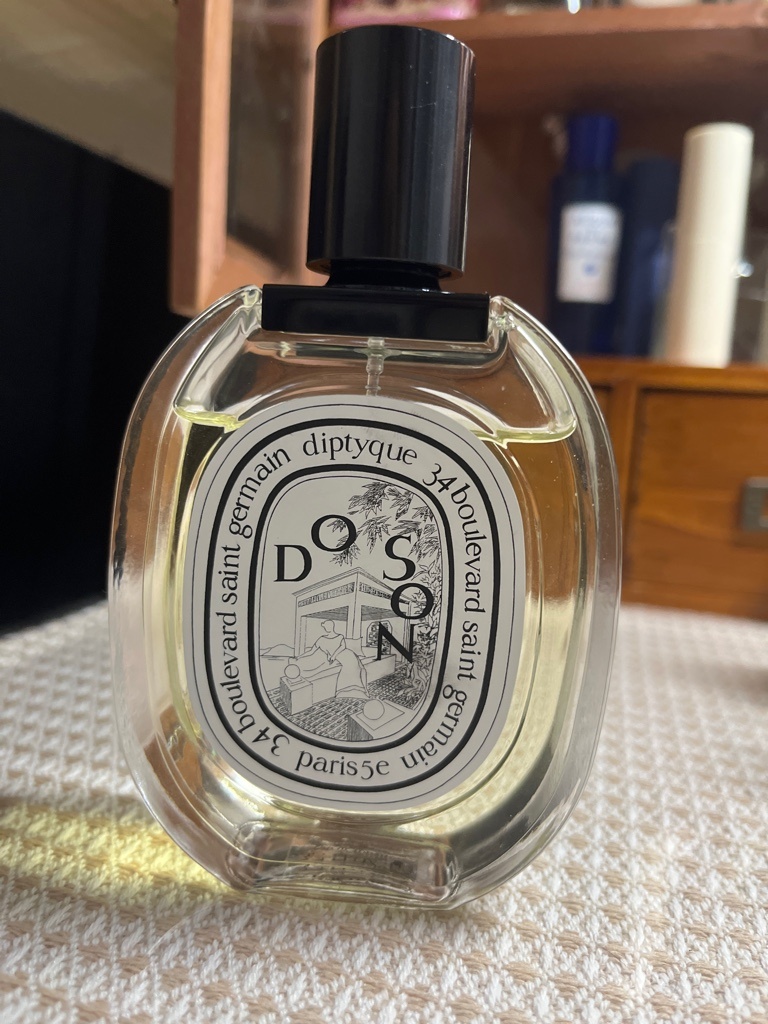 diptyque
34 boulevard saint germain
paris 5e
34 boulevard saint germain
DO SON